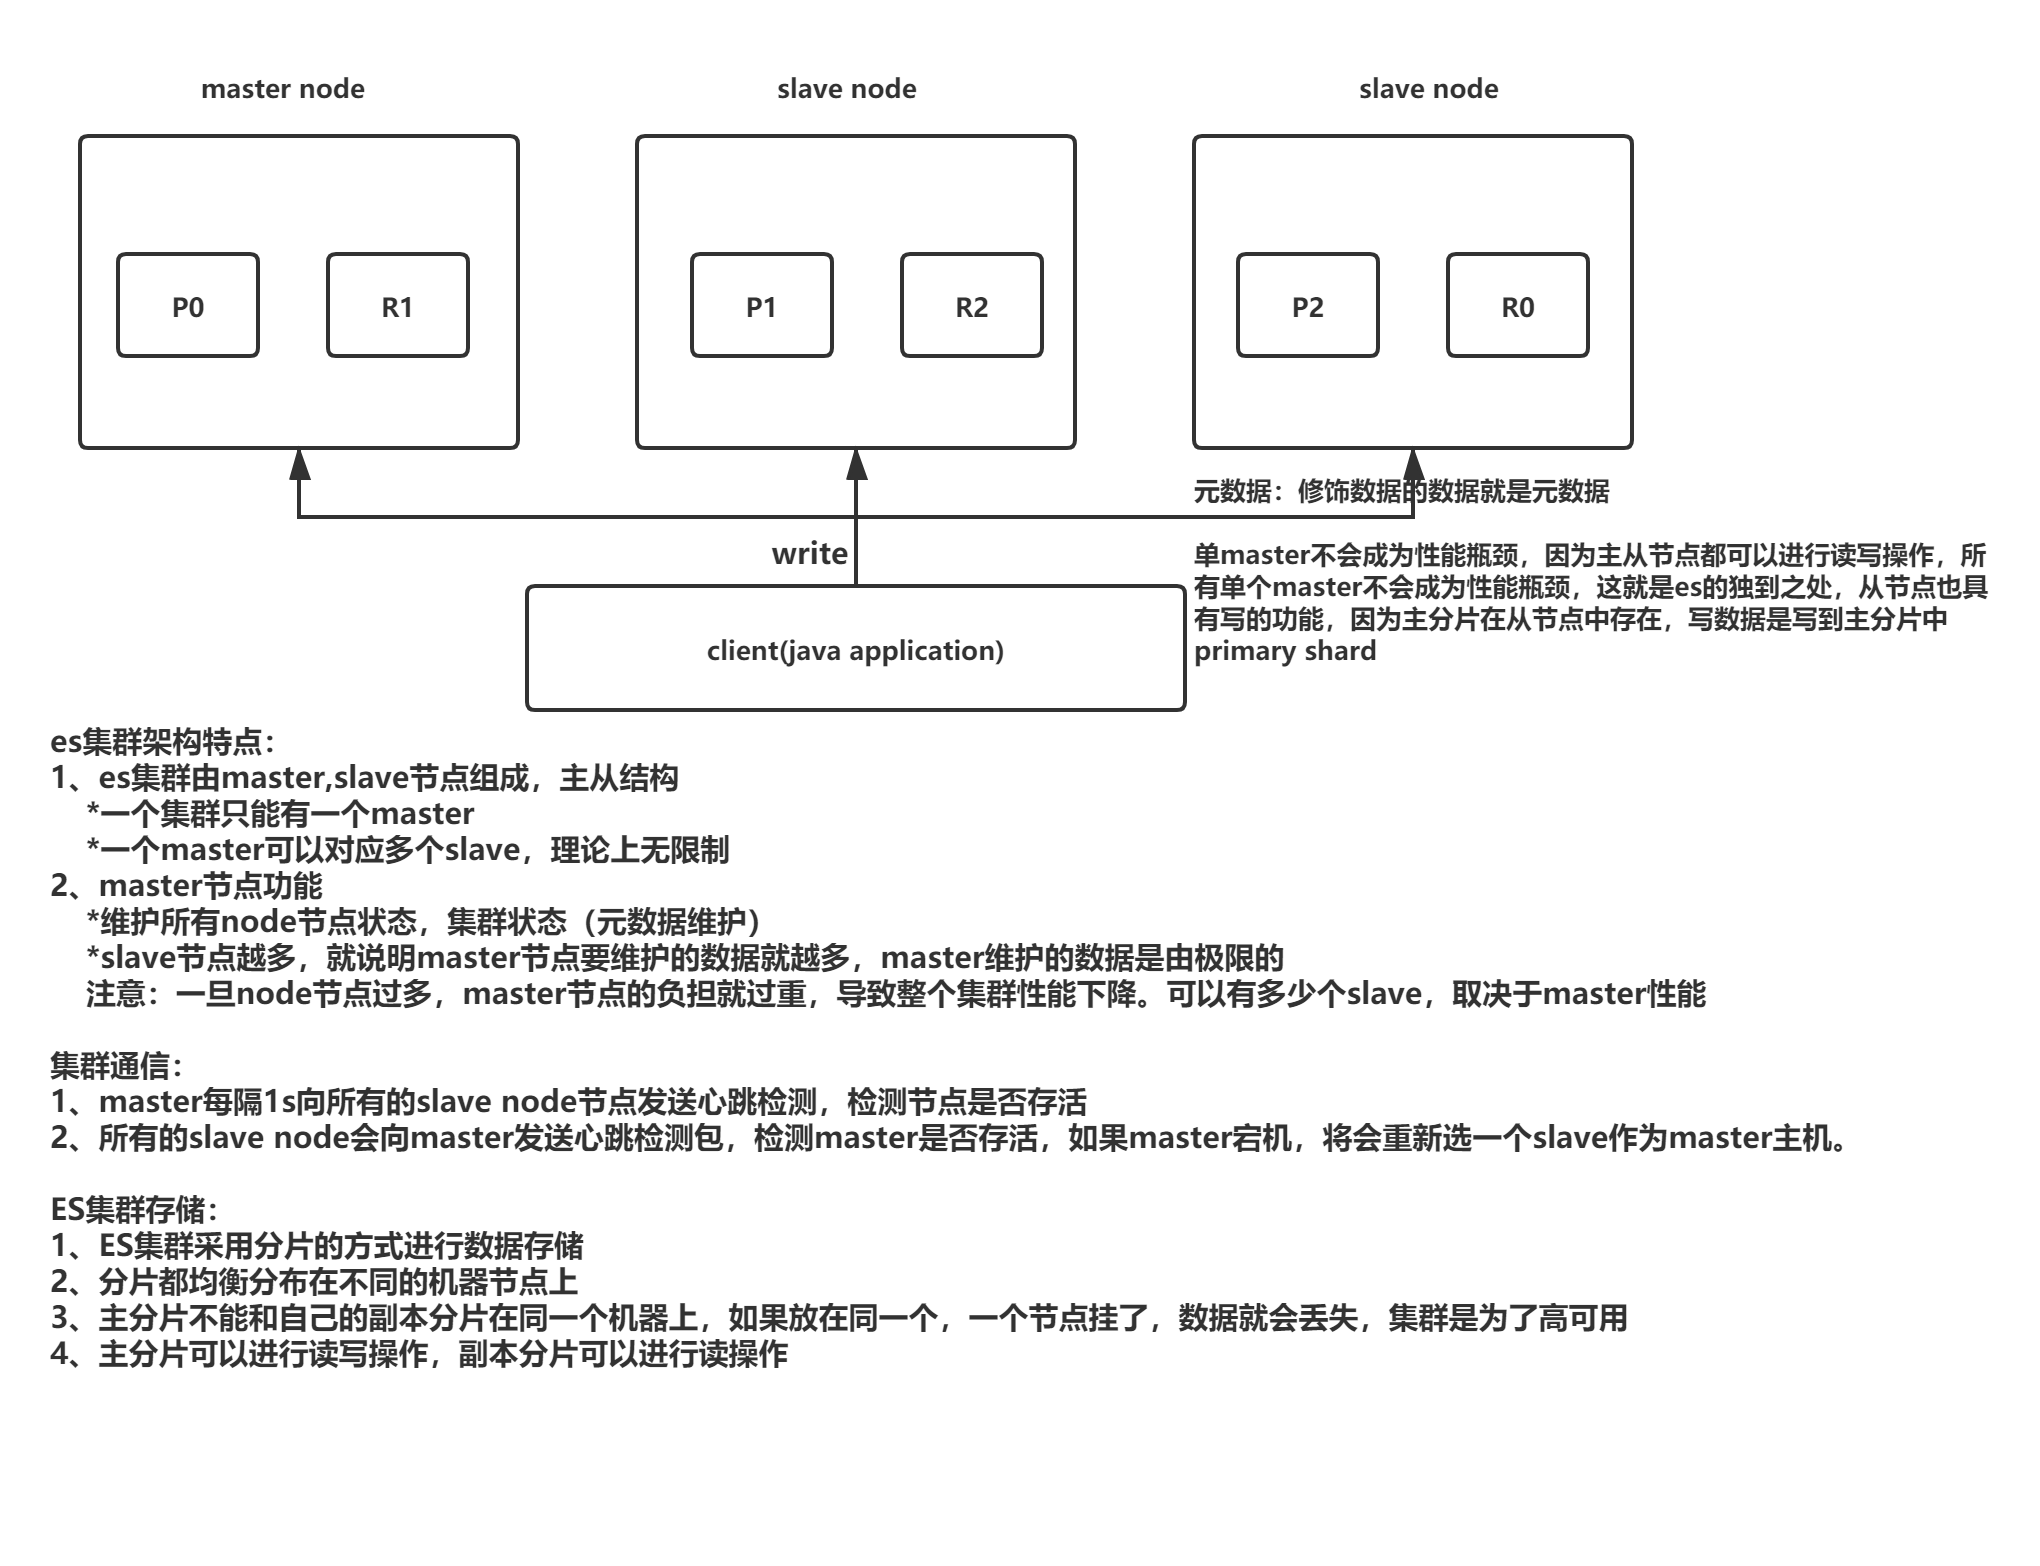 master node
slave node
slave node
P0
R1
P1
R2
P2
R0
元数据：修饰数据的数据就是元数据
write
单master不会成为性能瓶颈，因为主从节点都可以进行读写操作，所
有单个master不会成为性能瓶颈，这就是es的独到之处，从节点也具
有写的功能，因为主分片在从节点中存在，写数据是写到主分片中
primary shard
client(java application)
es集群架构特点：
1、es集群由master,slave节点组成，主从结构
*一个集群只能有一个master
*一个master可以对应多个slave，理论上无限制
2、master节点功能
*维护所有node节点状态，集群状态（元数据维护）
*slave节点越多，就说明master节点要维护的数据就越多，master维护的数据是由极限的
注意：一旦node节点过多，master节点的负担就过重，导致整个集群性能下降。可以有多少个slave，取决于master性能
集群通信：
1、master每隔1s向所有的slave node节点发送心跳检测，检测节点是否存活
2、所有的slave node会向master发送心跳检测包，检测master是否存活，如果master宕机，将会重新选一个slave作为master主机。
ES集群存储：
1、ES集群采用分片的方式进行数据存储
2、分片都均衡分布在不同的机器节点上
3、主分片不能和自己的副本分片在同一个机器上，如果放在同一个，一个节点挂了，数据就会丢失，集群是为了高可用
4、主分片可以进行读写操作，副本分片可以进行读操作